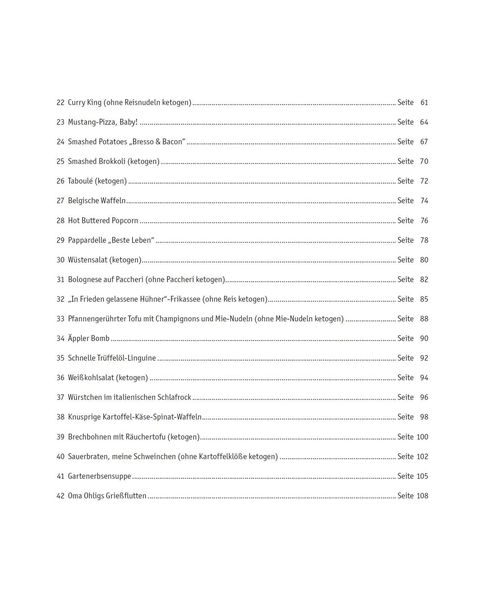 22 Curry King (ohne Reisnudeln ketogen) ........ Seite 61
23 Mustang-Pizza, Baby! ........ Seite 64
24 Smashed Potatoes „Bresso & Bacon“ ........ Seite 67
25 Smashed Brokkoli (ketogen) ........ Seite 70
26 Taboulé (ketogen) ........ Seite 72
27 Belgische Waffeln ........ Seite 74
28 Hot Buttered Popcorn ........ Seite 76
29 Pappardelle „Beste Leben“ ........ Seite 78
30 Wüstensalat (ketogen) ........ Seite 80
31 Bolognese auf Paccheri (ohne Paccheri ketogen) ........ Seite 82
32 „In Frieden gelassene Hühner“-Frikassee (ohne Reis ketogen) ........ Seite 85
33 Pfannengerührter Tofu mit Champignons und Mie-Nudeln (ohne Mie-Nudeln ketogen) ........ Seite 88
34 Äppler Bomb ........ Seite 90
35 Schnelle Trüffelöl-Linguine ........ Seite 92
36 Weißkohlsalat (ketogen) ........ Seite 94
37 Würstchen im italienischen Schlafrock ........ Seite 96
38 Knusprige Kartoffel-Käse-Spinat-Waffeln ........ Seite 98
39 Brechbohnen mit Räuchertofu (ketogen) ........ Seite 100
40 Sauerbraten, meine Schweinchen (ohne Kartoffelklöße ketogen) ........ Seite 102
41 Gartenerbsensuppe ........ Seite 105
42 Oma Ohligs Grießflutten ........ Seite 108